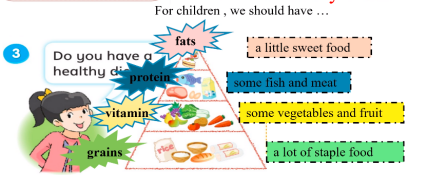 For children , we should have …
fats
3
Do you have a
healthy di
a little sweet food
protein
some fish and meat
vitamin
some vegetables and fruit
rice
grains
a lot of staple food